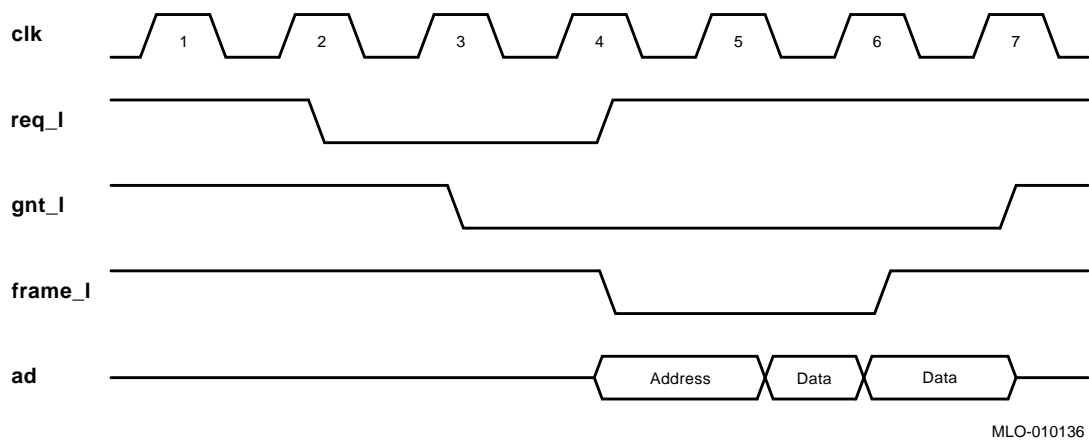 clk 1 2 3 4 5 6 7
req_l
gnt_l
frame_l
ad Address Data Data
MLO-010136